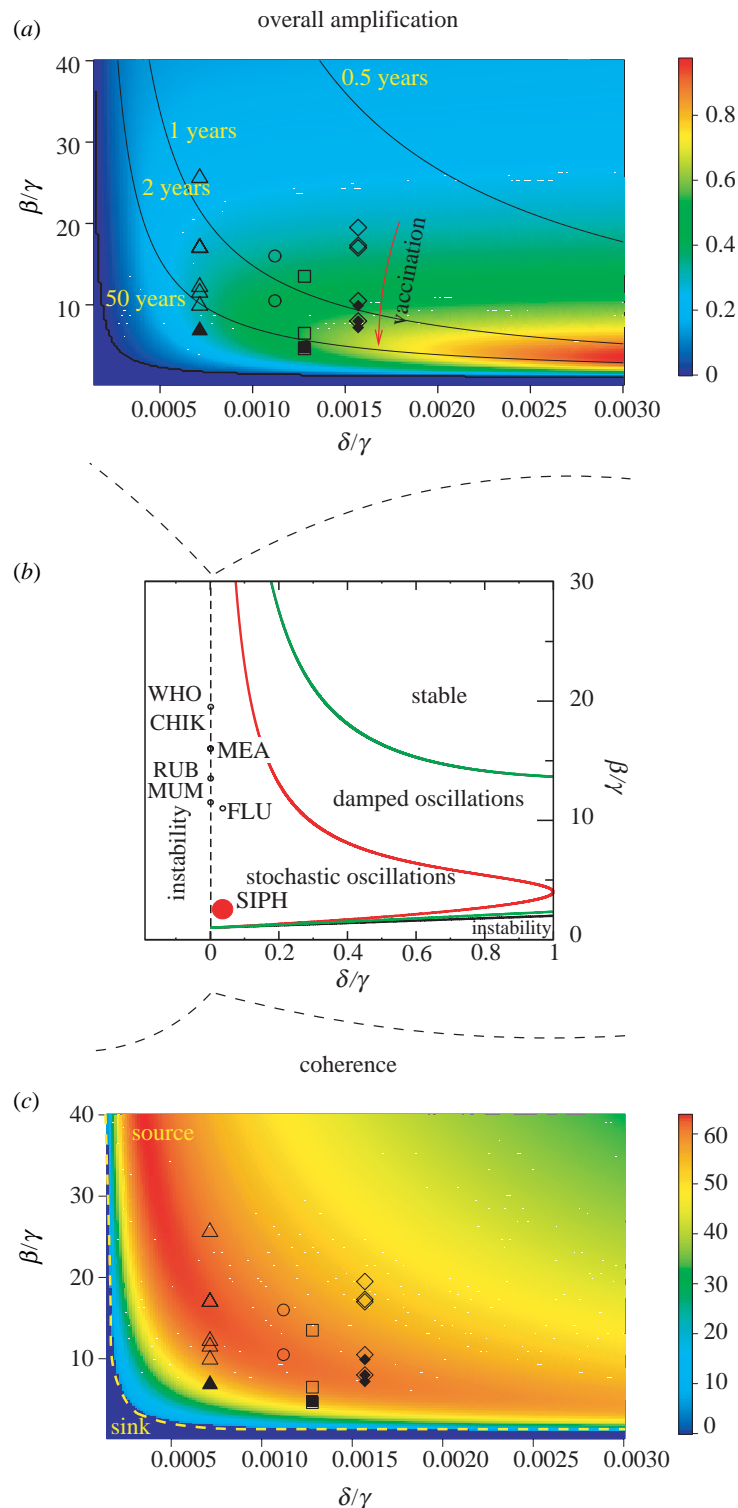 (a)
overall amplification
40
30
20
10
β/γ
0.5 years
1 years
2 years
50 years
vaccination
0.8
0.6
0.4
0.2
0
0.0005 0.0010 0.0015 0.0020 0.0025 0.0030
δ/γ
(b)
30
20
10
0
β/γ
WHO
CHIK
MEA
RUB
MUM
FLU
SIPH
instability
stable
damped oscillations
stochastic oscillations
instability
0 0.2 0.4 0.6 0.8 1
δ/γ
coherence
(c)
40
30
20
10
β/γ
source
sink
60
50
40
30
20
10
0
0.0005 0.0010 0.0015 0.0020 0.0025 0.0030
δ/γ